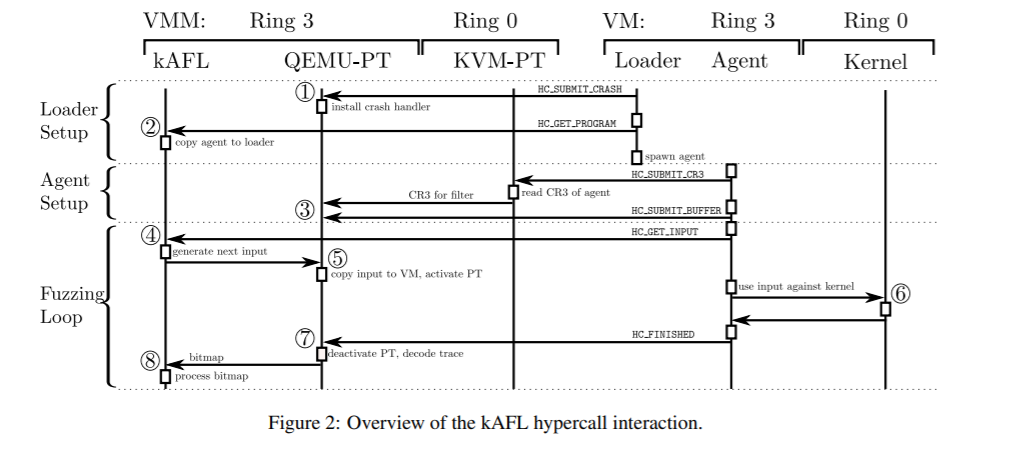 VMM: Ring 3 Ring 0 VM: Ring 3 Ring 0
kAFL QEMU-PT KVM-PT Loader Agent Kernel
Loader
Setup
① HC_SUBMIT_CRASH
install crash handler
② HC_GET_PROGRAM
copy agent to loader
spawn agent
Agent
Setup
HC_SUBMIT_CR3
read CR3 of agent
CR3 for filter
③ HC_SUBMIT_BUFFER
Fuzzing
Loop
④ HC_GET_INPUT
generate next input
⑤
copy input to VM, activate PT
use input against kernel
⑥
⑦ HC_FINISHED
deactivate PT, decode trace
⑧ bitmap
process bitmap
Figure 2: Overview of the kAFL hypercall interaction.